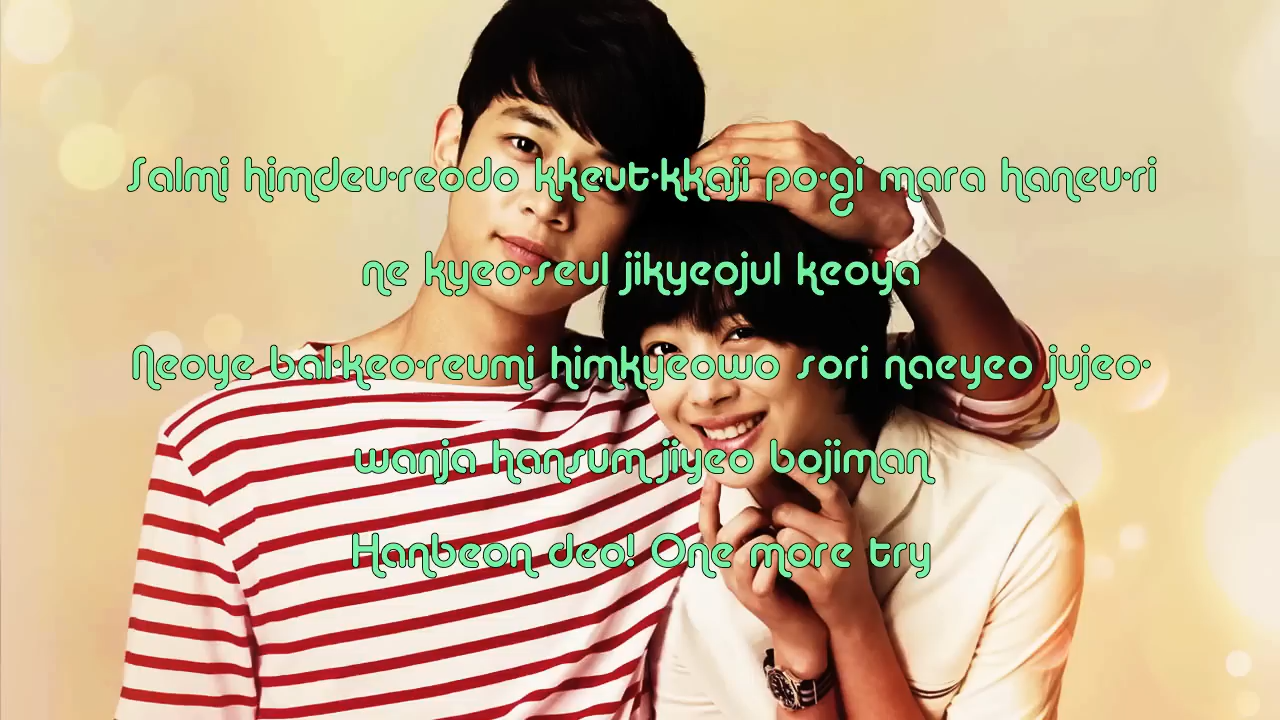 Salmi himdeu·reodo kkeut·kkaji po·gi mara haneu·ri
ne kyeo·seul jikyeojul keoya
Neoye bal·keo·reumi himkyeowo sori naeyeo jujeo·
wanja hansum jiyeo bojiman
Hanbeon deo! One more try